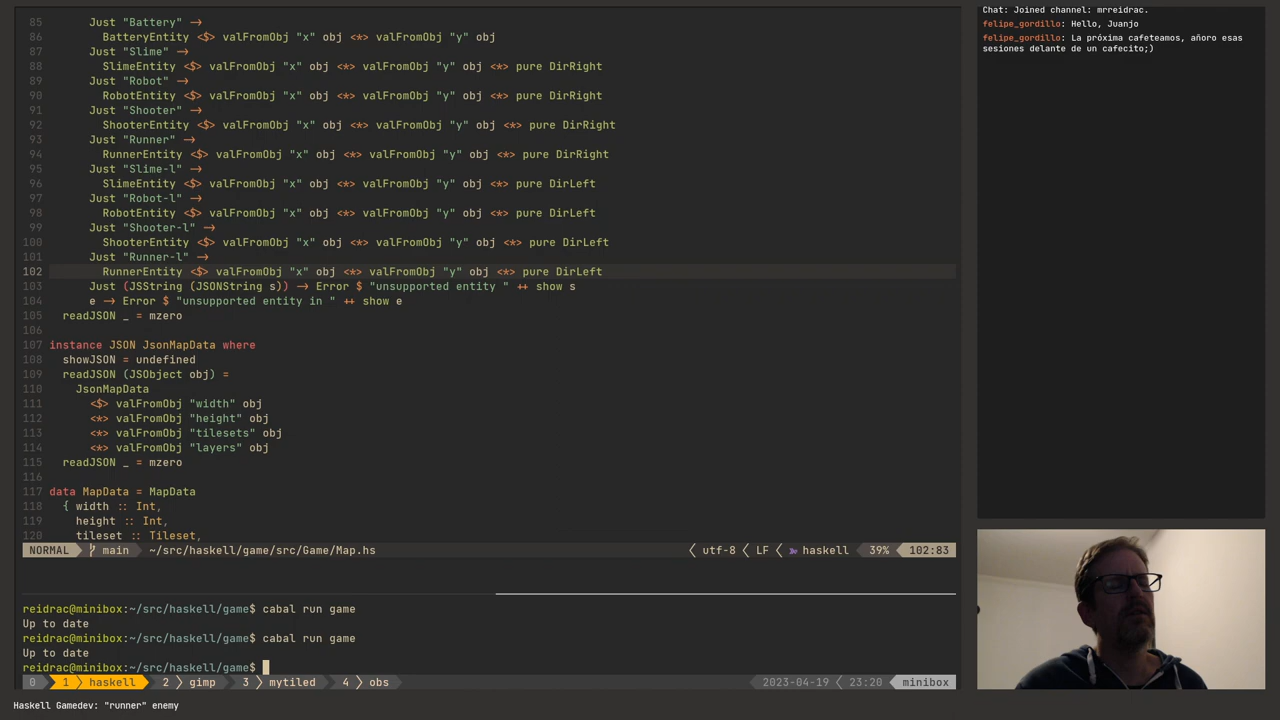 85 Just "Battery" →
86 BatteryEntity <$> valFromObj "x" obj <*> valFromObj "y" obj
87 Just "Slime" →
88 SlimeEntity <$> valFromObj "x" obj <*> valFromObj "y" obj <*> pure DirRight
89 Just "Robot" →
90 RobotEntity <$> valFromObj "x" obj <*> valFromObj "y" obj <*> pure DirRight
91 Just "Shooter" →
92 ShooterEntity <$> valFromObj "x" obj <*> valFromObj "y" obj <*> pure DirRight
93 Just "Runner" →
94 RunnerEntity <$> valFromObj "x" obj <*> valFromObj "y" obj <*> pure DirRight
95 Just "Slime-l" →
96 SlimeEntity <$> valFromObj "x" obj <*> valFromObj "y" obj <*> pure DirLeft
97 Just "Robot-l" →
98 RobotEntity <$> valFromObj "x" obj <*> valFromObj "y" obj <*> pure DirLeft
99 Just "Shooter-l" →
100 ShooterEntity <$> valFromObj "x" obj <*> valFromObj "y" obj <*> pure DirLeft
101 Just "Runner-l" →
102 RunnerEntity <$> valFromObj "x" obj <*> valFromObj "y" obj <*> pure DirLeft
103 Just (JSString (JSONString s)) → Error $ "unsupported entity " ++ show s
104 e → Error $ "unsupported entity in " ++ show e
105 readJSON _ = mzero
106
107 instance JSON JsonMapData where
108 showJSON = undefined
109 readJSON (JSObject obj) =
110 JsonMapData
111 <$> valFromObj "width" obj
112 <*> valFromObj "height" obj
113 <*> valFromObj "tilesets" obj
114 <*> valFromObj "layers" obj
115 readJSON _ = mzero
116
117 data MapData = MapData
118 { width :: Int,
119 height :: Int,
120 tileset :: Tileset,
NORMAL main ~/src/haskell/game/src/Game/Map.hs utf-8 LF haskell 39% 102:83
reidrac@minibox:~/src/haskell/game$ cabal run game
Up to date
reidrac@minibox:~/src/haskell/game$ cabal run game
Up to date
reidrac@minibox:~/src/haskell/game$
0 1 haskell 2 gimp 3 mytiled 4 obs 2023-04-19 23:20 minibox
Haskell Gamedev: "runner" enemy
Chat: Joined channel: mrreidrac.
felipe_gordillo: Hello, Juanjo
felipe_gordillo: La próxima cafeteamos, añoro esas
sesiones delante de un cafecito;)